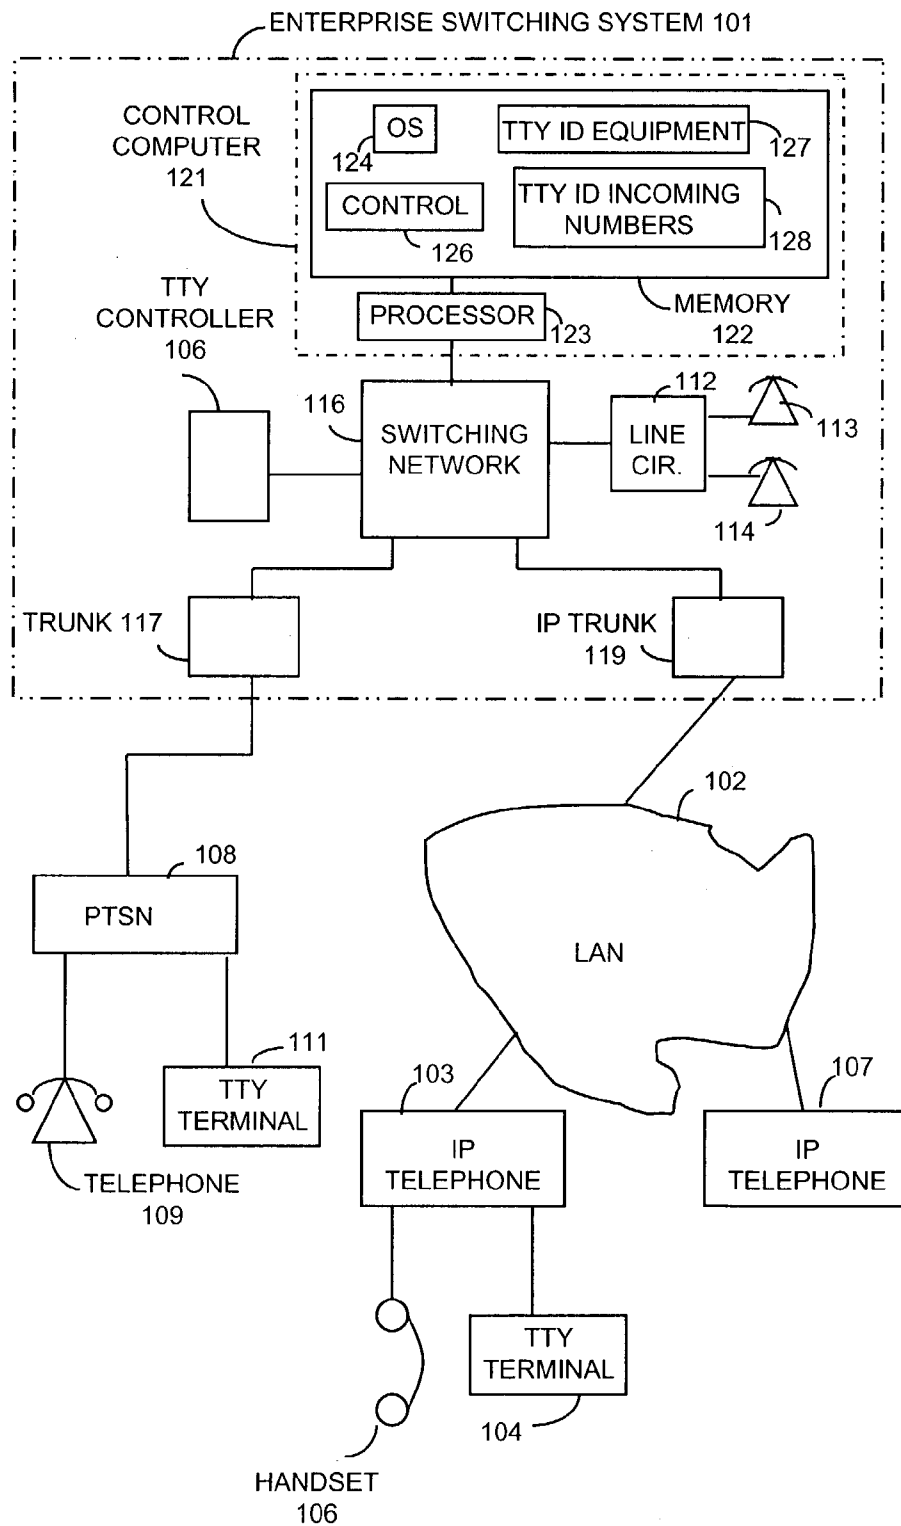 ENTERPRISE SWITCHING SYSTEM 101
CONTROL
COMPUTER
121
OS
124
TTY ID EQUIPMENT
127
CONTROL
126
TTY ID INCOMING
NUMBERS
128
MEMORY
122
PROCESSOR
123
TTY
CONTROLLER
106
116
SWITCHING
NETWORK
112
LINE
CIR.
113
114
TRUNK 117
IP TRUNK
119
102
LAN
108
PTSN
111
TTY
TERMINAL
TELEPHONE
109
103
IP
TELEPHONE
107
IP
TELEPHONE
TTY
TERMINAL
104
HANDSET
106